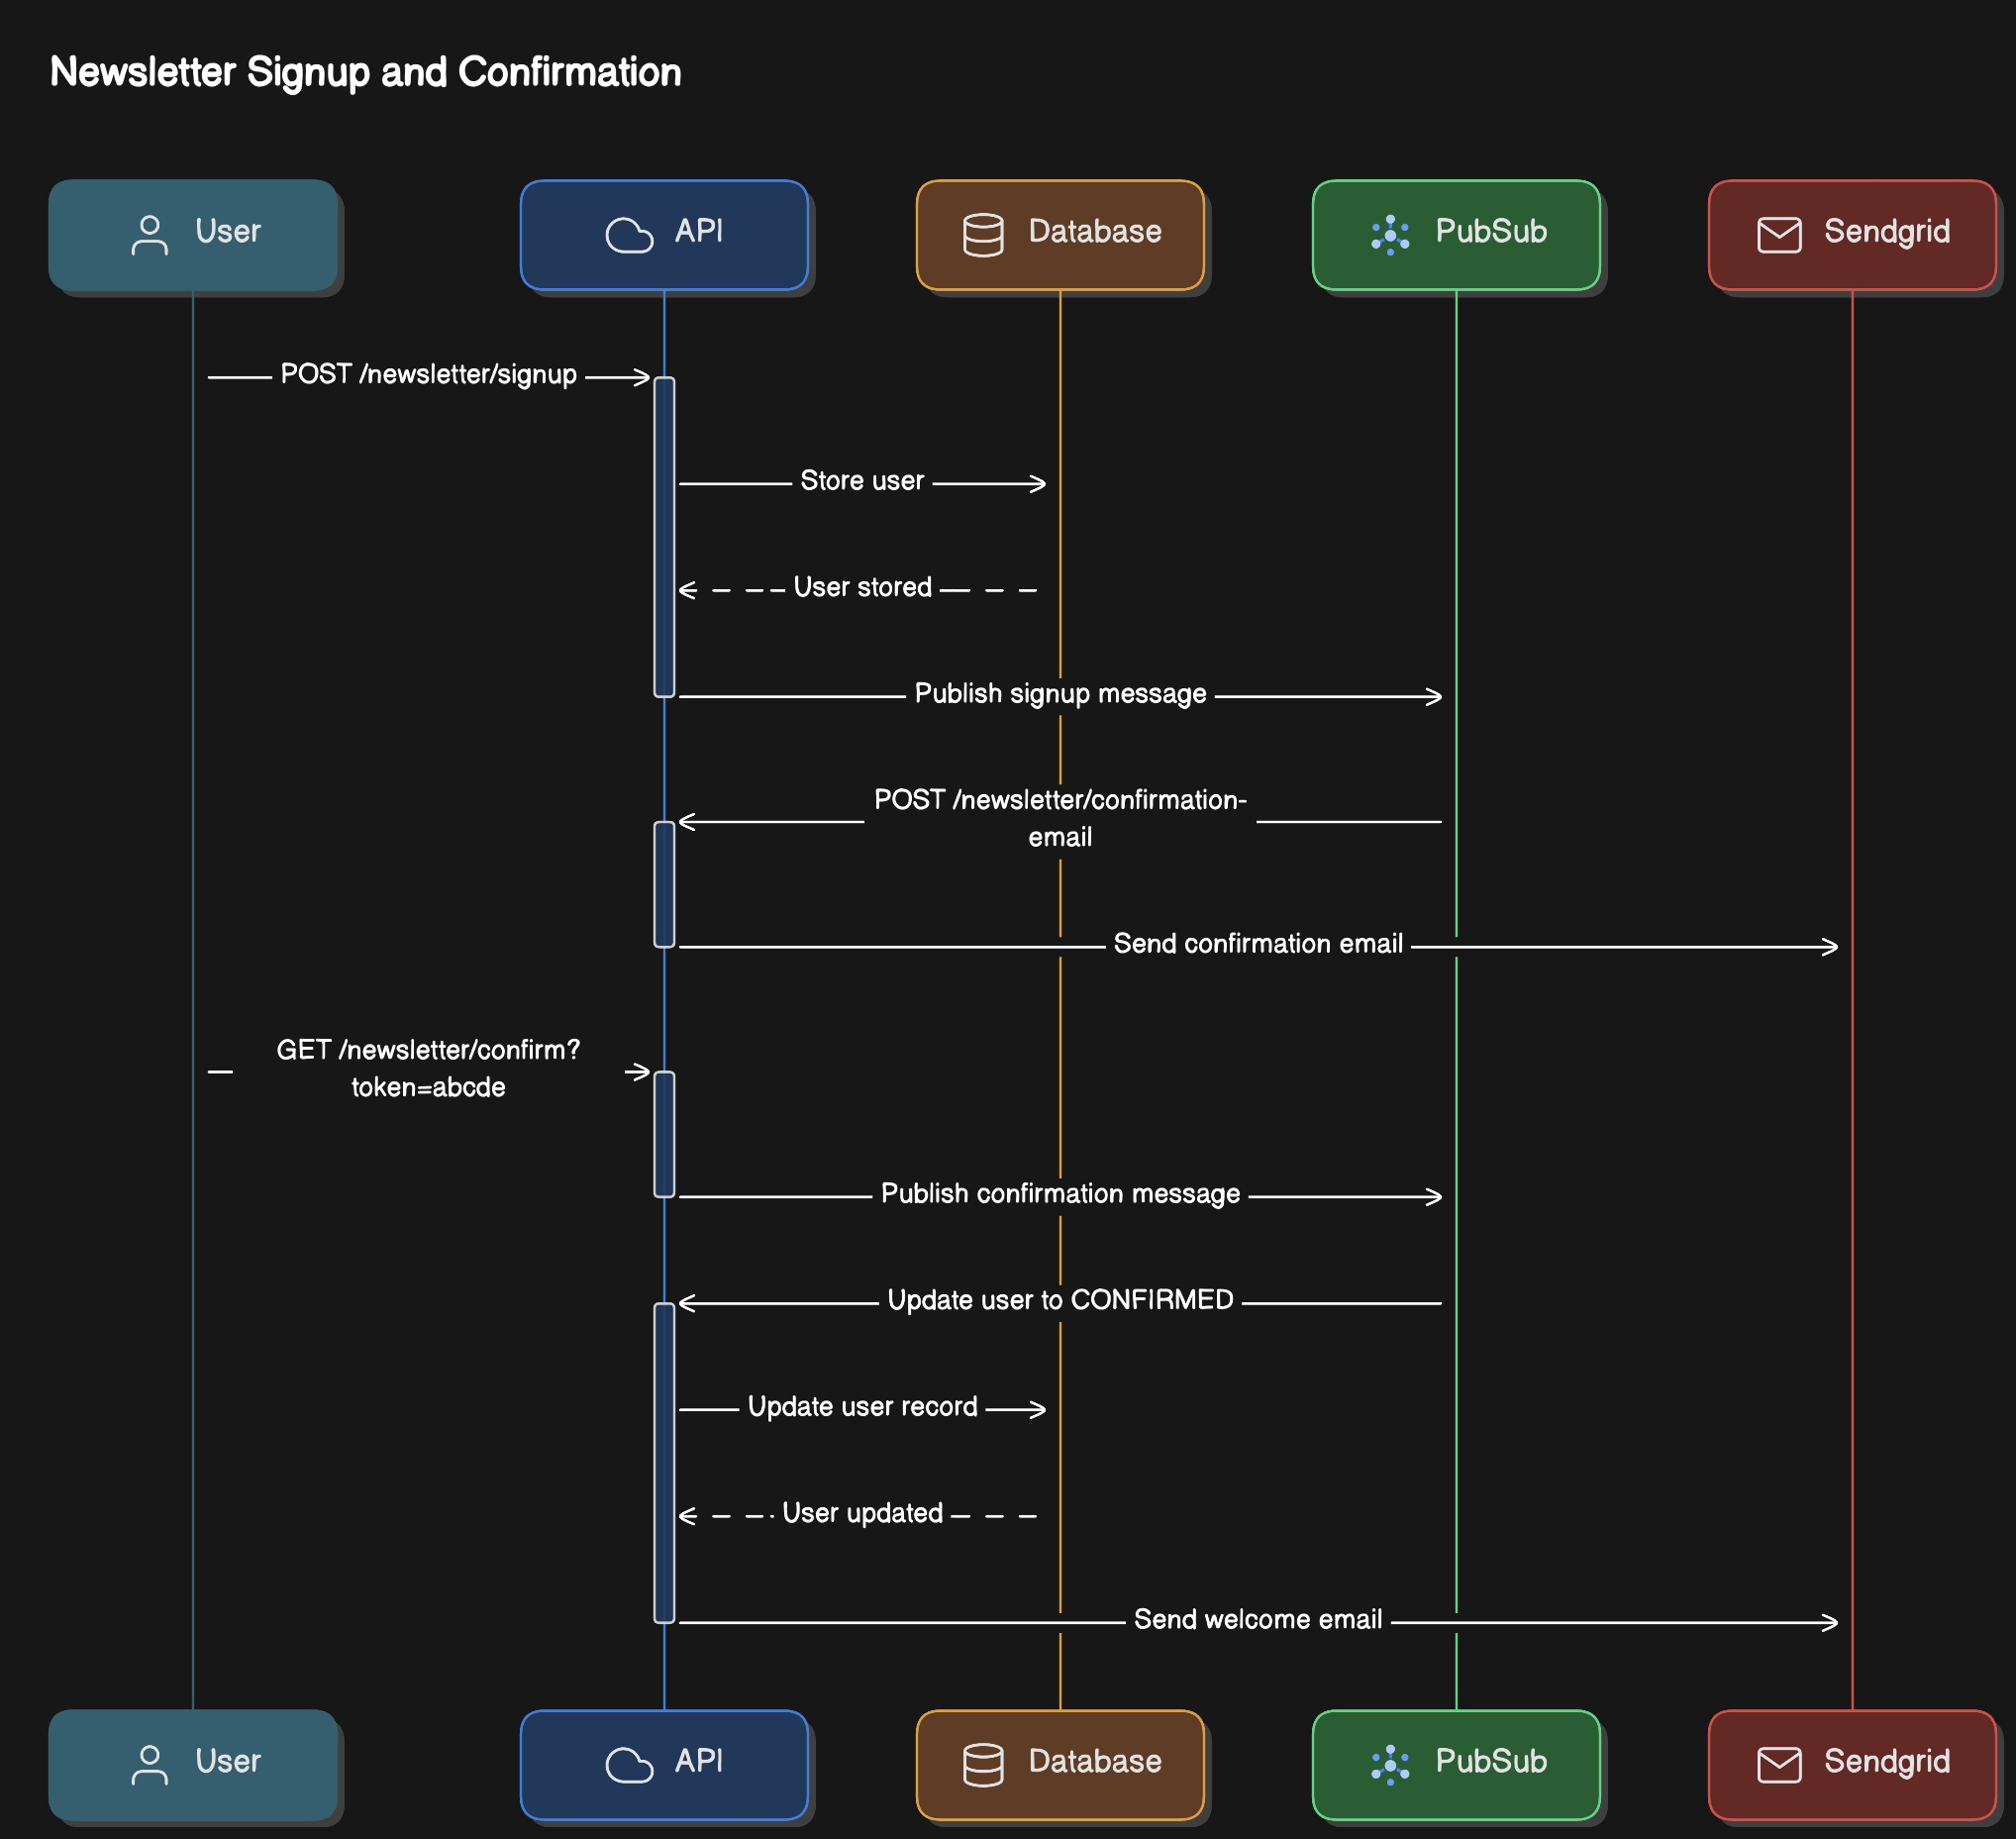 Newsletter Signup and Confirmation
User
API
Database
PubSub
Sendgrid
POST /newsletter/signup
Store user
User stored
Publish signup message
POST /newsletter/confirmation-
email
Send confirmation email
GET /newsletter/confirm?
token=abcde
Publish confirmation message
Update user to CONFIRMED
Update user record
User updated
Send welcome email
User
API
Database
PubSub
Sendgrid